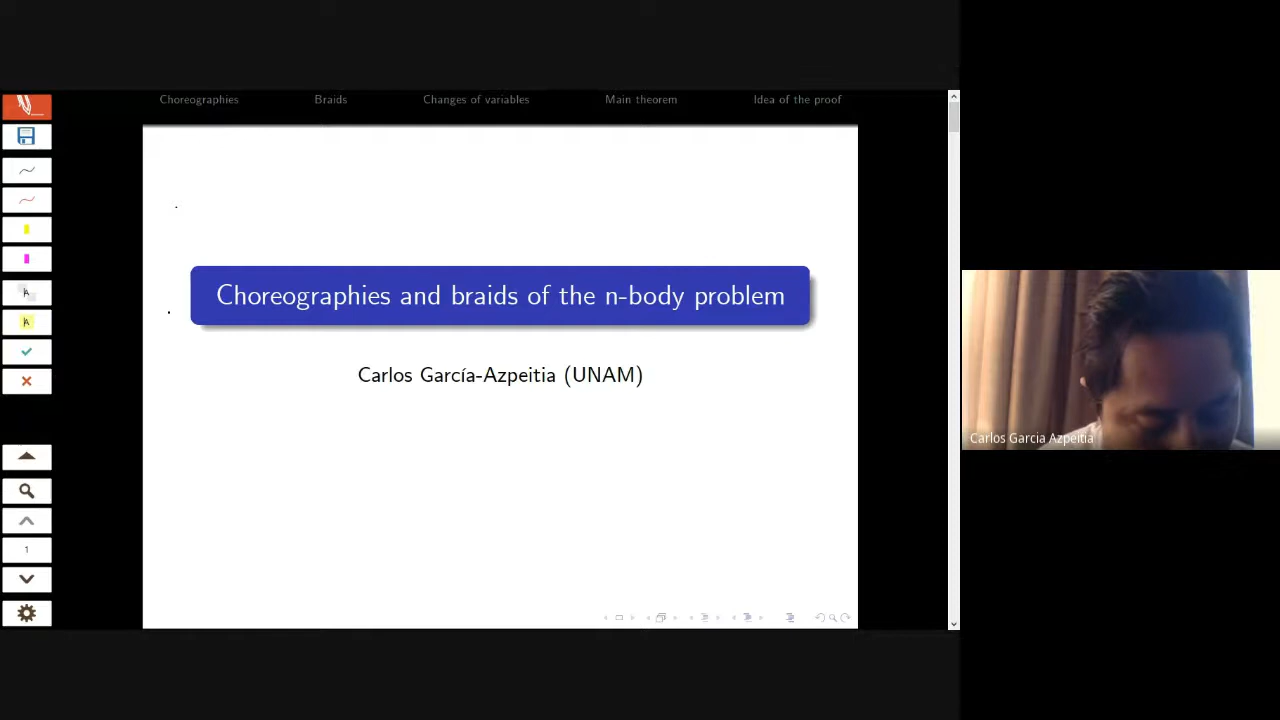 Choreographies Braids Changes of variables Main theorem Idea of the proof
Choreographies and braids of the n-body problem
Carlos García-Azpeitia (UNAM)
Carlos Garcia Azpeitia
1